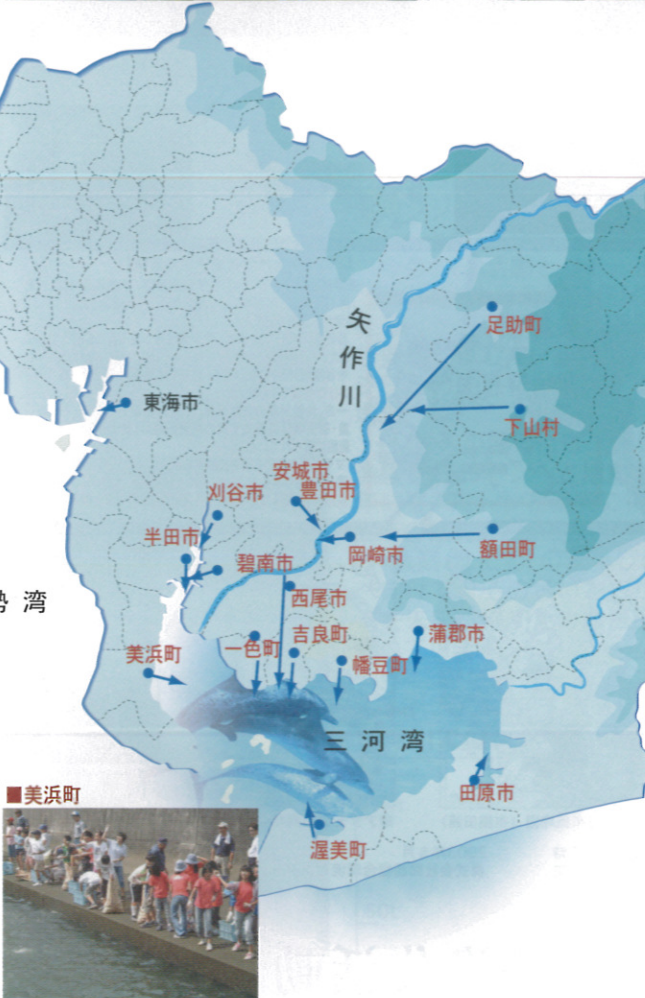 矢作川
足助町
東海市
下山村
安城市
豊田市
刈谷市
半田市
岡崎市
額田町
碧南市
西尾市
勢湾
美浜町
一色町
吉良町
蒲郡市
幡豆町
三河湾
田原市
■美浜町
渥美町